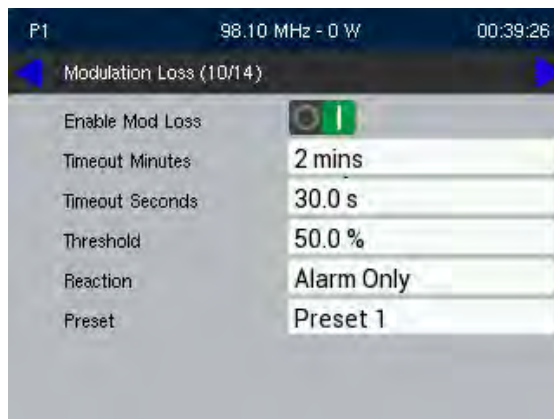 P1 98.10 MHz - 0 W 00:39:26
Modulation Loss (10/14)
Enable Mod Loss
Timeout Minutes 2 mins
Timeout Seconds 30.0 s
Threshold 50.0 %
Reaction Alarm Only
Preset Preset 1